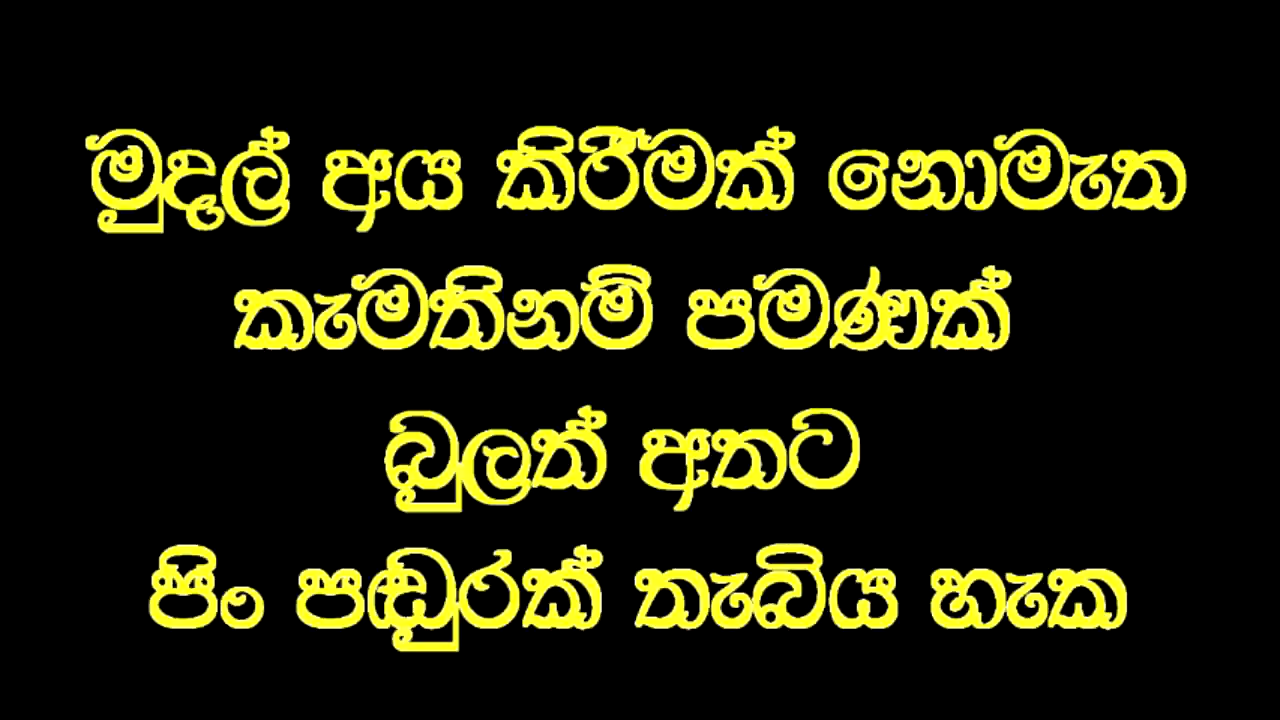 මුදල් අය කිරීමක් නොමැත
කැමතිනම් පමණක්
බුලත් අතට
පිං පඬුරක් තැබිය හැක